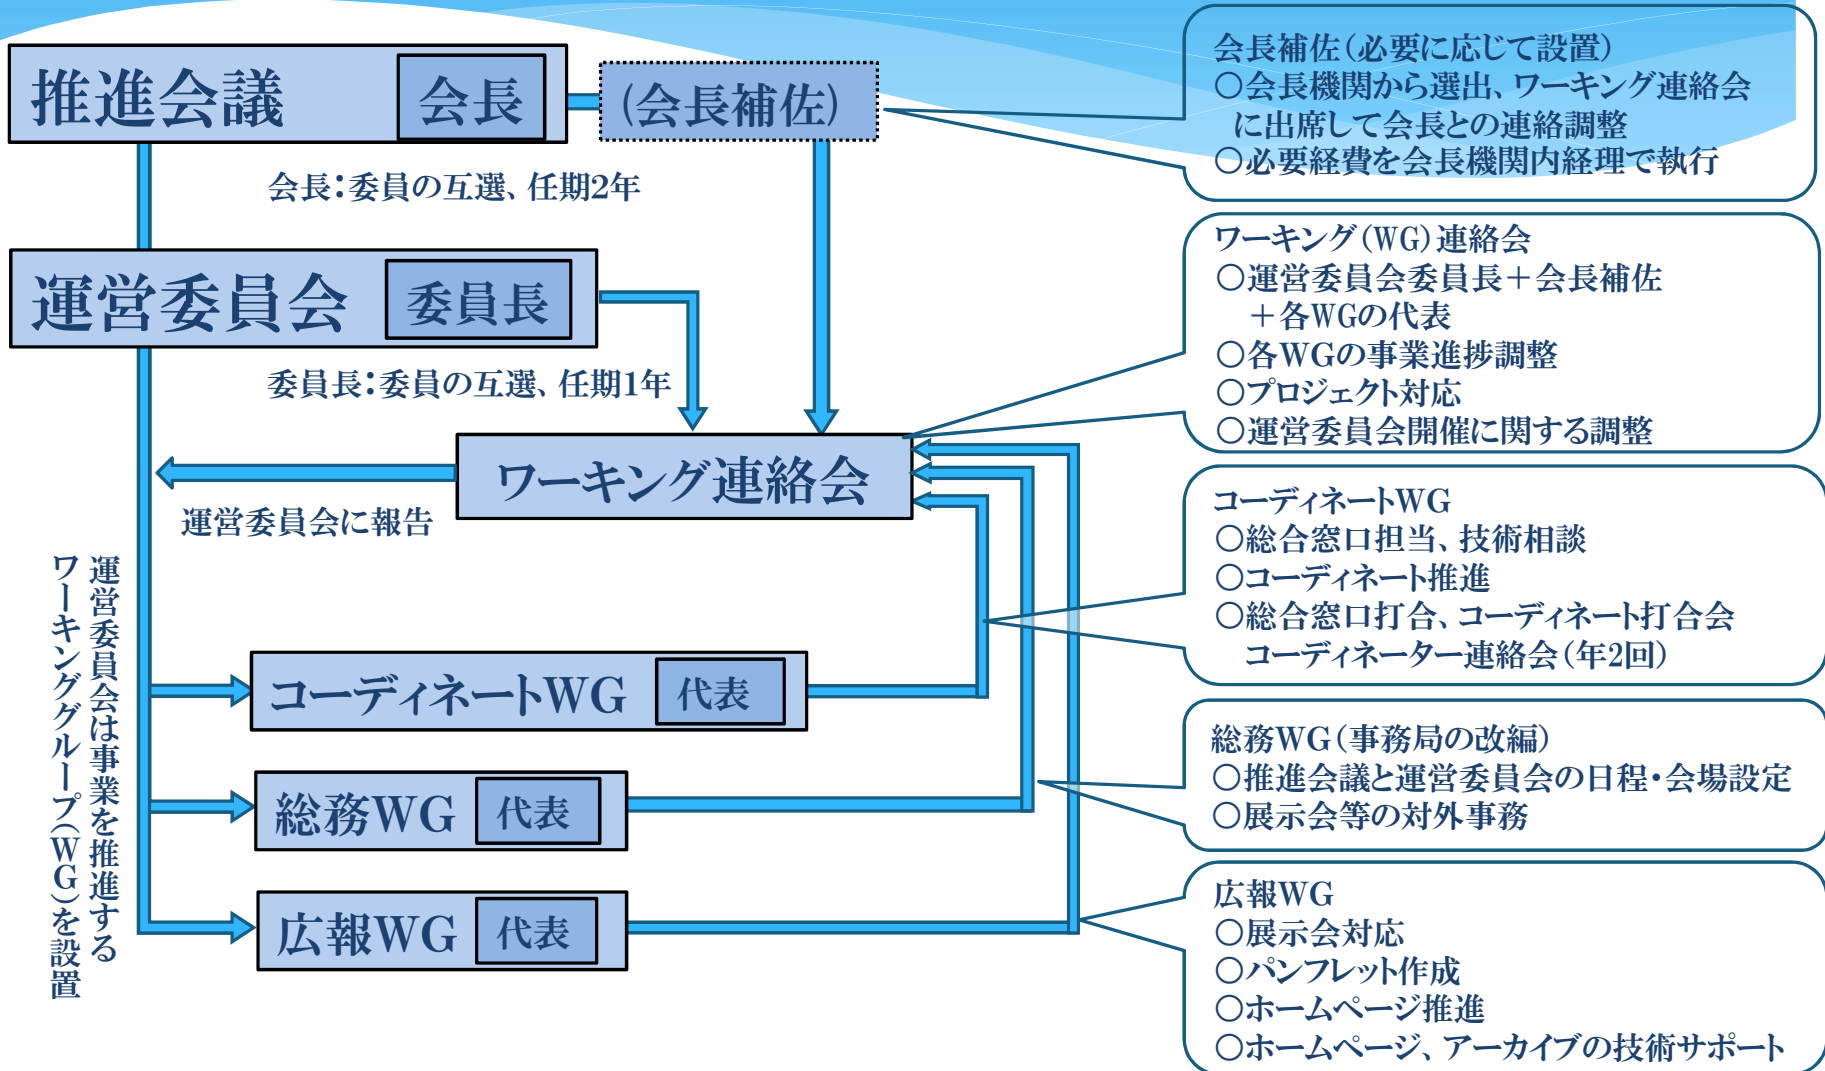 推進会議
会長
(会長補佐)
会長：委員の互選、任期2年
運営委員会
委員長
委員長：委員の互選、任期1年
ワーキング連絡会
運営委員会に報告
運営委員会は事業を推進する
ワーキンググループ(WG)を設置
コーディネートWG
代表
総務WG
代表
広報WG
代表
会長補佐（必要に応じて設置）
○会長機関から選出、ワーキング連絡会
に出席して会長との連絡調整
○必要経費を会長機関内経理で執行
ワーキング（WG）連絡会
○運営委員会委員長＋会長補佐
＋各WGの代表
○各WGの事業進捗調整
○プロジェクト対応
○運営委員会開催に関する調整
コーディネートWG
○総合窓口担当、技術相談
○コーディネート推進
○総合窓口打合、コーディネート打合会
コーディネーター連絡会（年2回）
総務WG（事務局の改編）
○推進会議と運営委員会の日程・会場設定
○展示会等の対外事務
広報WG
○展示会対応
○パンフレット作成
○ホームページ推進
○ホームページ、アーカイブの技術サポート